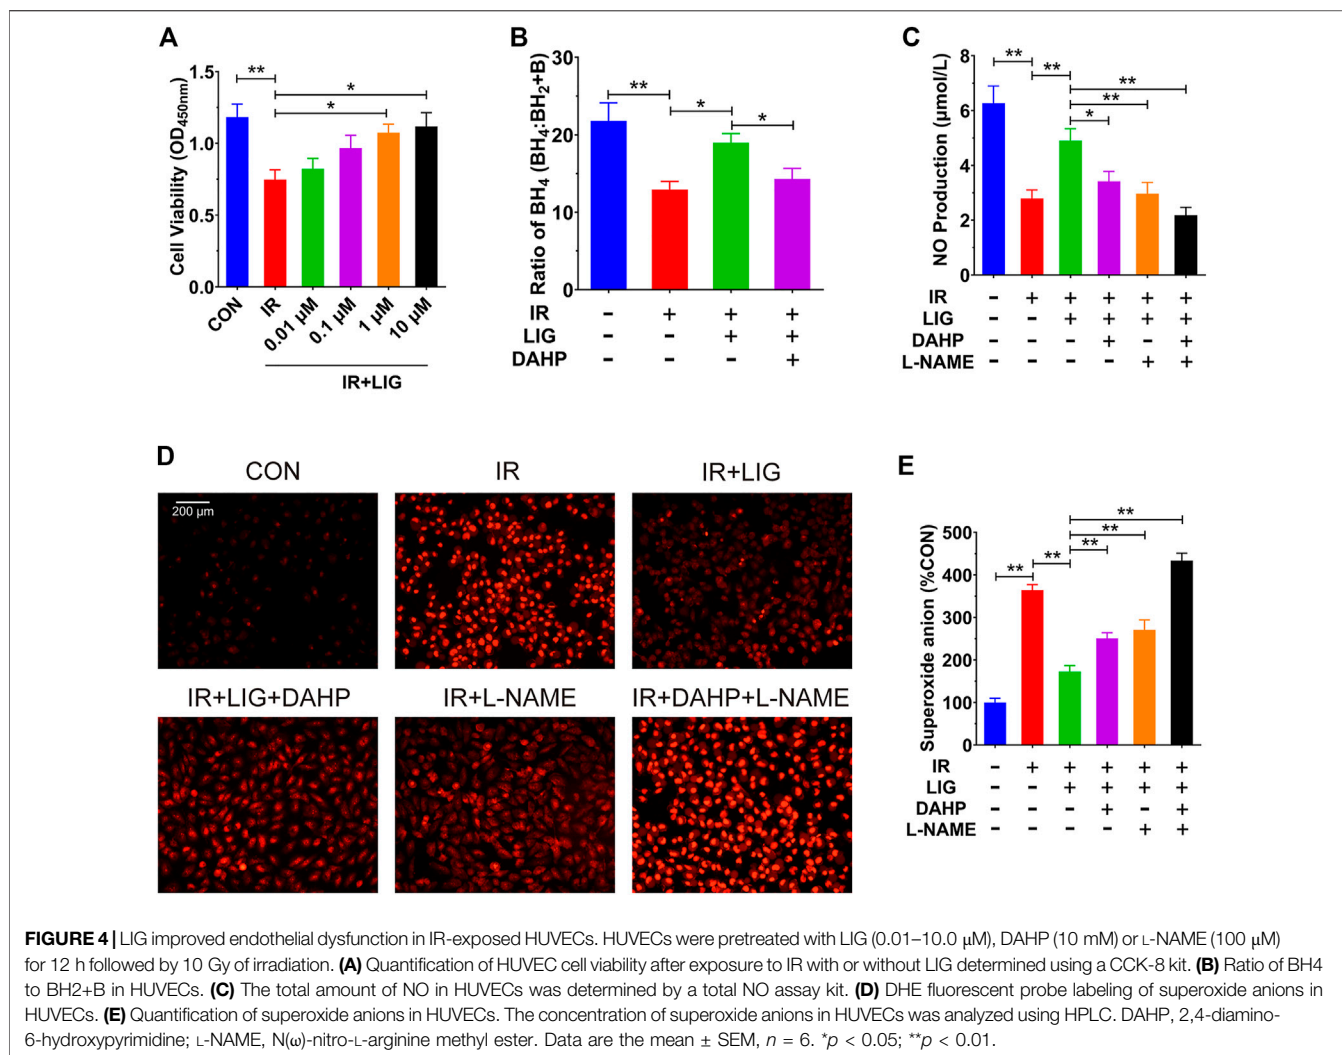 A
Cell Viability (OD450nm)
1.5
1.0
0.5
0.0
** * *
CON IR 0.01 μM 0.1 μM 1 μM 10 μM
IR+LIG
B
Ratio of BH4 (BH4:BH2+B)
30
20
10
0
** * *
IR - + + +
LIG - - + +
DAHP - - - +
C
NO Production (μmol/L)
8
6
4
2
0
** ** * ** **
IR - + + + + +
LIG - - + + + +
DAHP - - - + - +
L-NAME - - - - + +
D
CON IR IR+LIG
200 μm
IR+LIG+DAHP IR+L-NAME IR+DAHP+L-NAME
E
Superoxide anion (%CON)
500
400
300
200
100
0
** ** ** ** **
IR - + + + + +
LIG - - + + + +
DAHP - - - + - +
L-NAME - - - - + +
FIGURE 4 | LIG improved endothelial dysfunction in IR-exposed HUVECs. HUVECs were pretreated with LIG (0.01–10.0 μM), DAHP (10 mM) or L-NAME (100 μM)
for 12 h followed by 10 Gy of irradiation. (A) Quantification of HUVEC cell viability after exposure to IR with or without LIG determined using a CCK-8 kit. (B) Ratio of BH4
to BH2+B in HUVECs. (C) The total amount of NO in HUVECs was determined by a total NO assay kit. (D) DHE fluorescent probe labeling of superoxide anions in
HUVECs. (E) Quantification of superoxide anions in HUVECs. The concentration of superoxide anions in HUVECs was analyzed using HPLC. DAHP, 2,4-diamino-
6-hydroxypyrimidine; L-NAME, N(ω)-nitro-L-arginine methyl ester. Data are the mean ± SEM, n = 6. *p < 0.05; **p < 0.01.